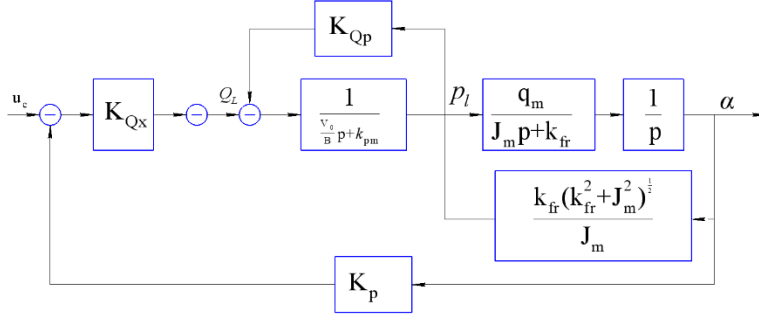 K_Qp
u_c
K_Qx
Q_L
1
V_0/B p+k_pm
p_l
q_m
J_m p+k_fr
1
p
α
k_fr(k_fr^2+J_m^2)^1/2
J_m
K_p